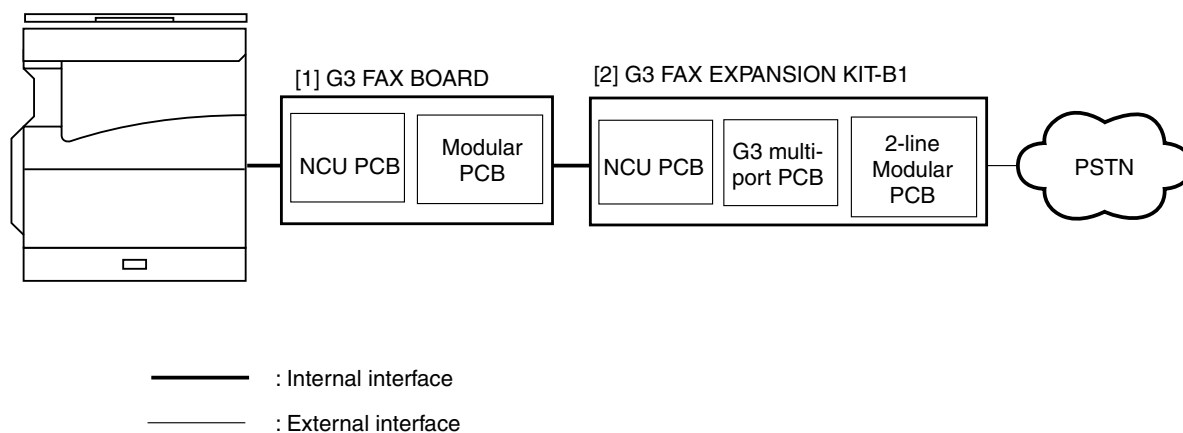 [1] G3 FAX BOARD
[2] G3 FAX EXPANSION KIT-B1
NCU PCB
Modular
PCB
NCU PCB
G3 multi-
port PCB
2-line
Modular
PCB
PSTN
: Internal interface
: External interface